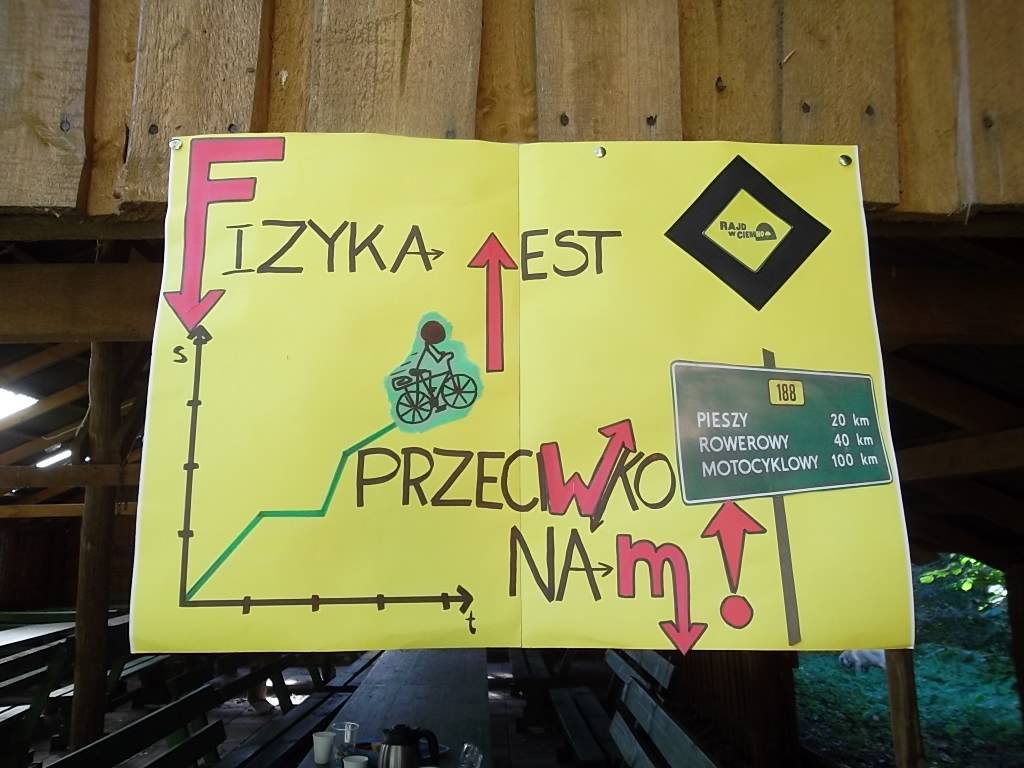 FIZYKA JEST
RAJD
W CIEMNO
s
188
PIESZY 20 km
ROWEROWY 40 km
MOTOCYKLOWY 100 km
PRZECIWKO
NAm!
t